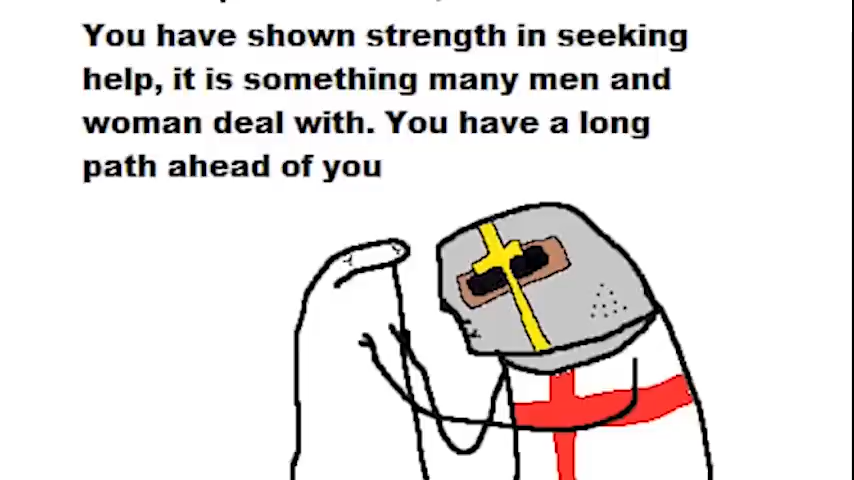 You have shown strength in seeking
help, it is something many men and
woman deal with. You have a long
path ahead of you